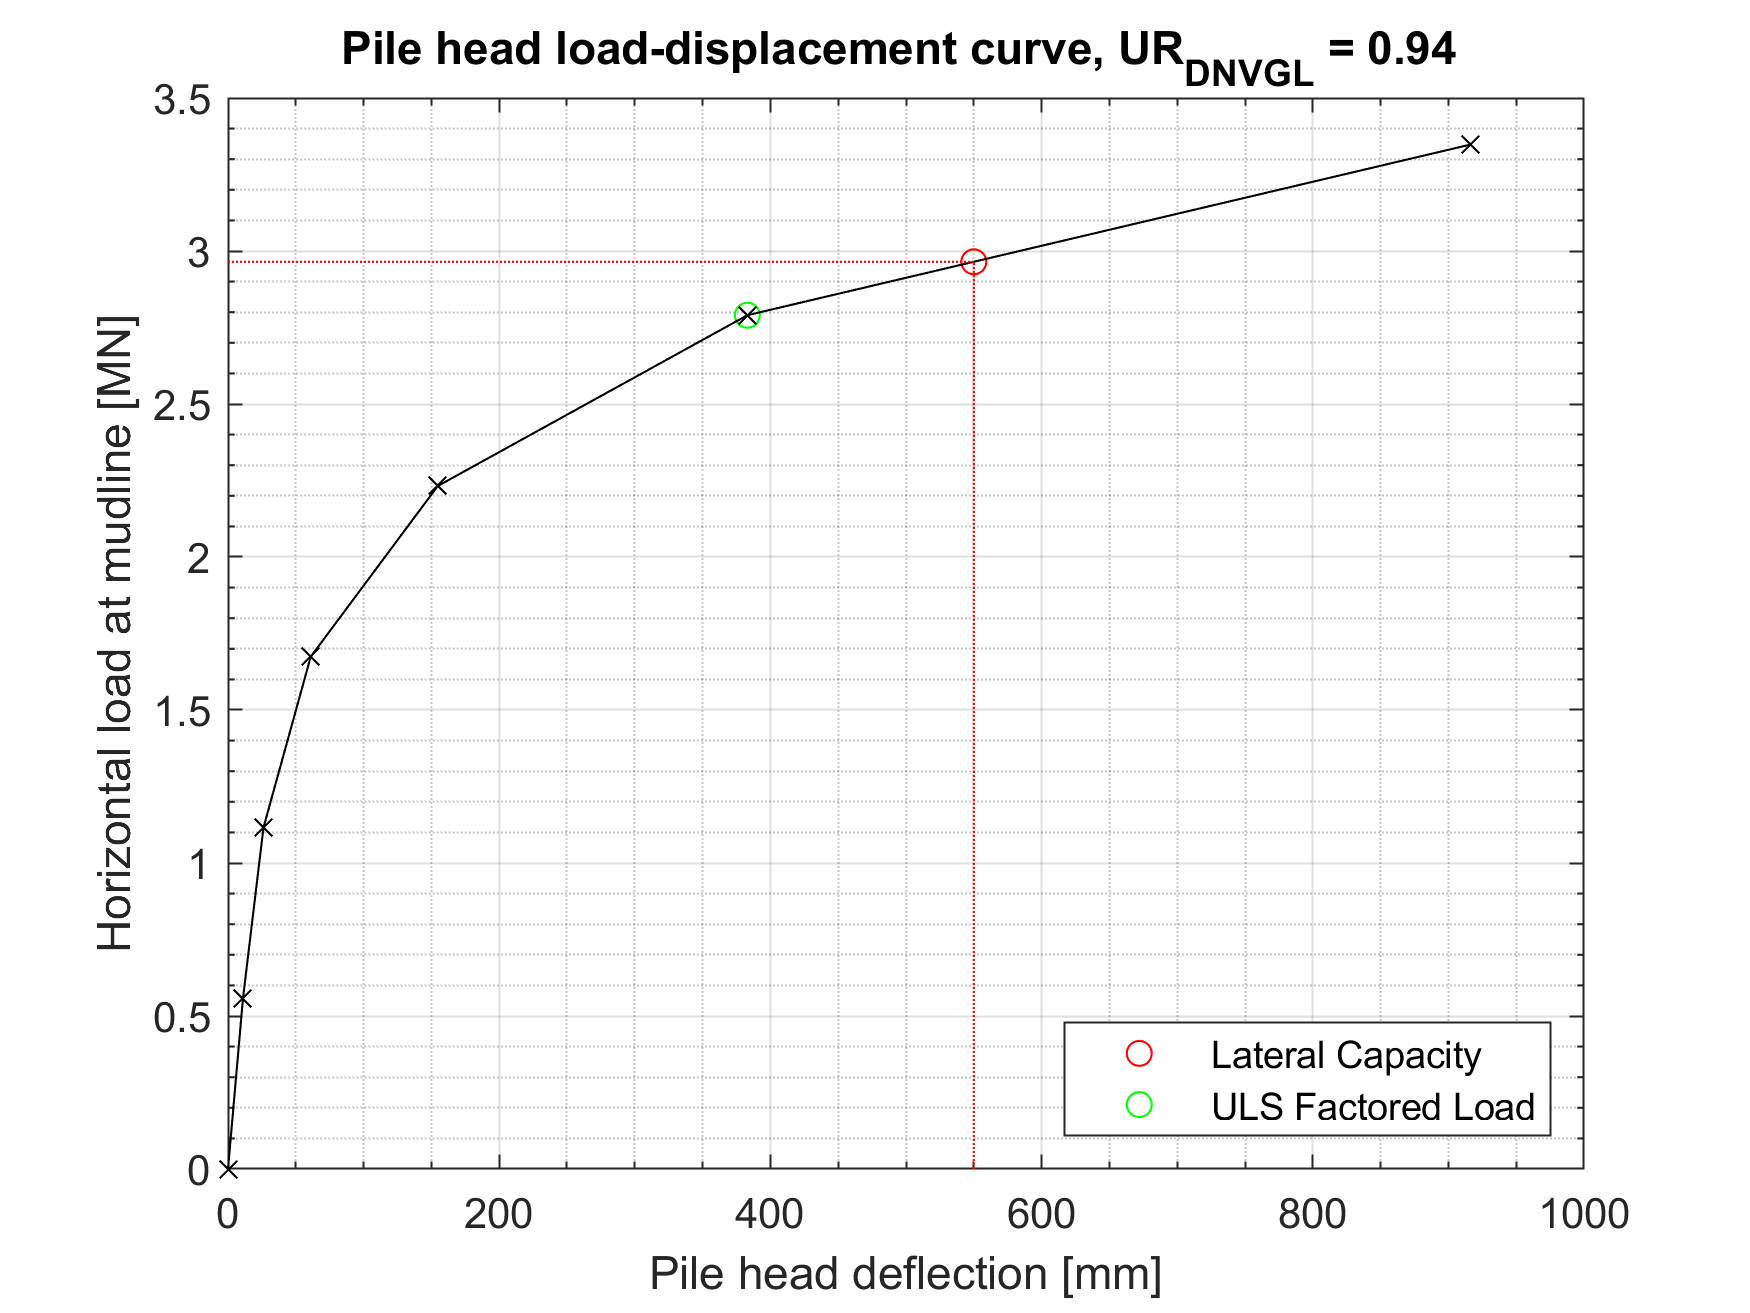 Pile head load-displacement curve, UR_DNVGL = 0.94
3.5
3
2.5
2
1.5
1
0.5
0
Horizontal load at mudline [MN]
0 200 400 600 800 1000
Pile head deflection [mm]
Lateral Capacity
ULS Factored Load